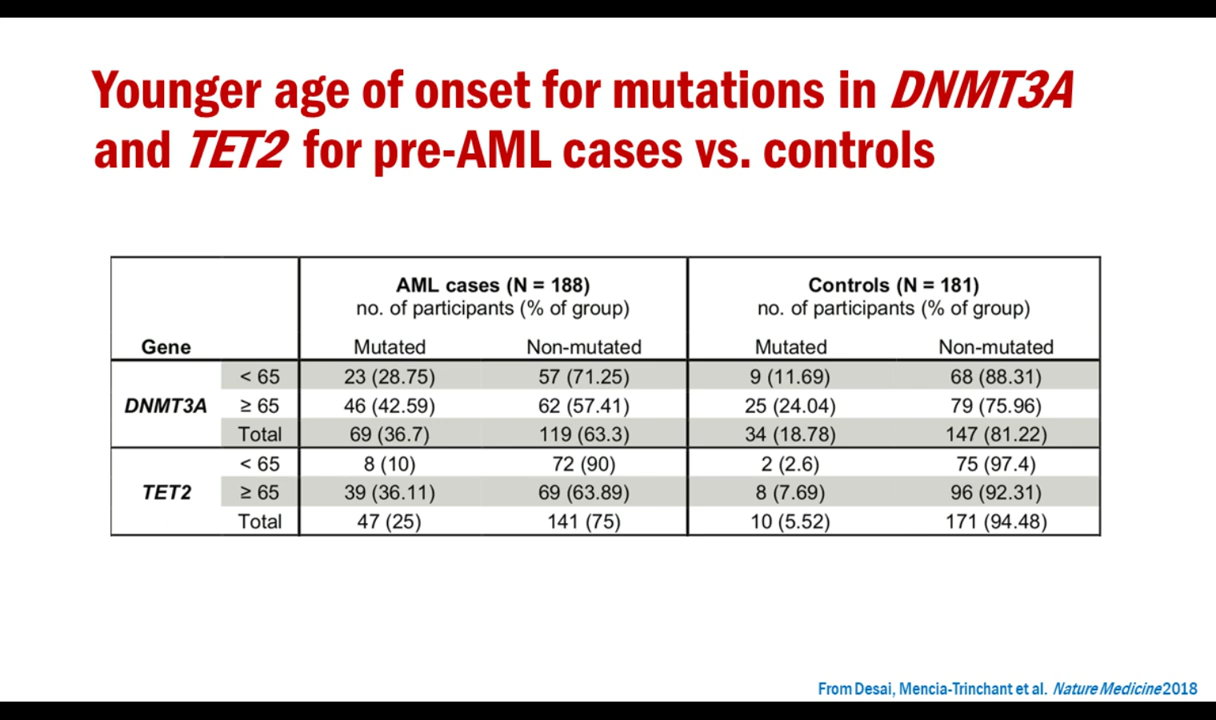 Younger age of onset for mutations in DNMT3A
and TET2 for pre-AML cases vs. controls
AML cases (N = 188) Controls (N = 181)
no. of participants (% of group) no. of participants (% of group)
Gene Mutated Non-mutated Mutated Non-mutated
< 65 23 (28.75) 57 (71.25) 9 (11.69) 68 (88.31)
DNMT3A ≥ 65 46 (42.59) 62 (57.41) 25 (24.04) 79 (75.96)
Total 69 (36.7) 119 (63.3) 34 (18.78) 147 (81.22)
< 65 8 (10) 72 (90) 2 (2.6) 75 (97.4)
TET2 ≥ 65 39 (36.11) 69 (63.89) 8 (7.69) 96 (92.31)
Total 47 (25) 141 (75) 10 (5.52) 171 (94.48)
From Desai, Mencia-Trinchant et al. Nature Medicine 2018